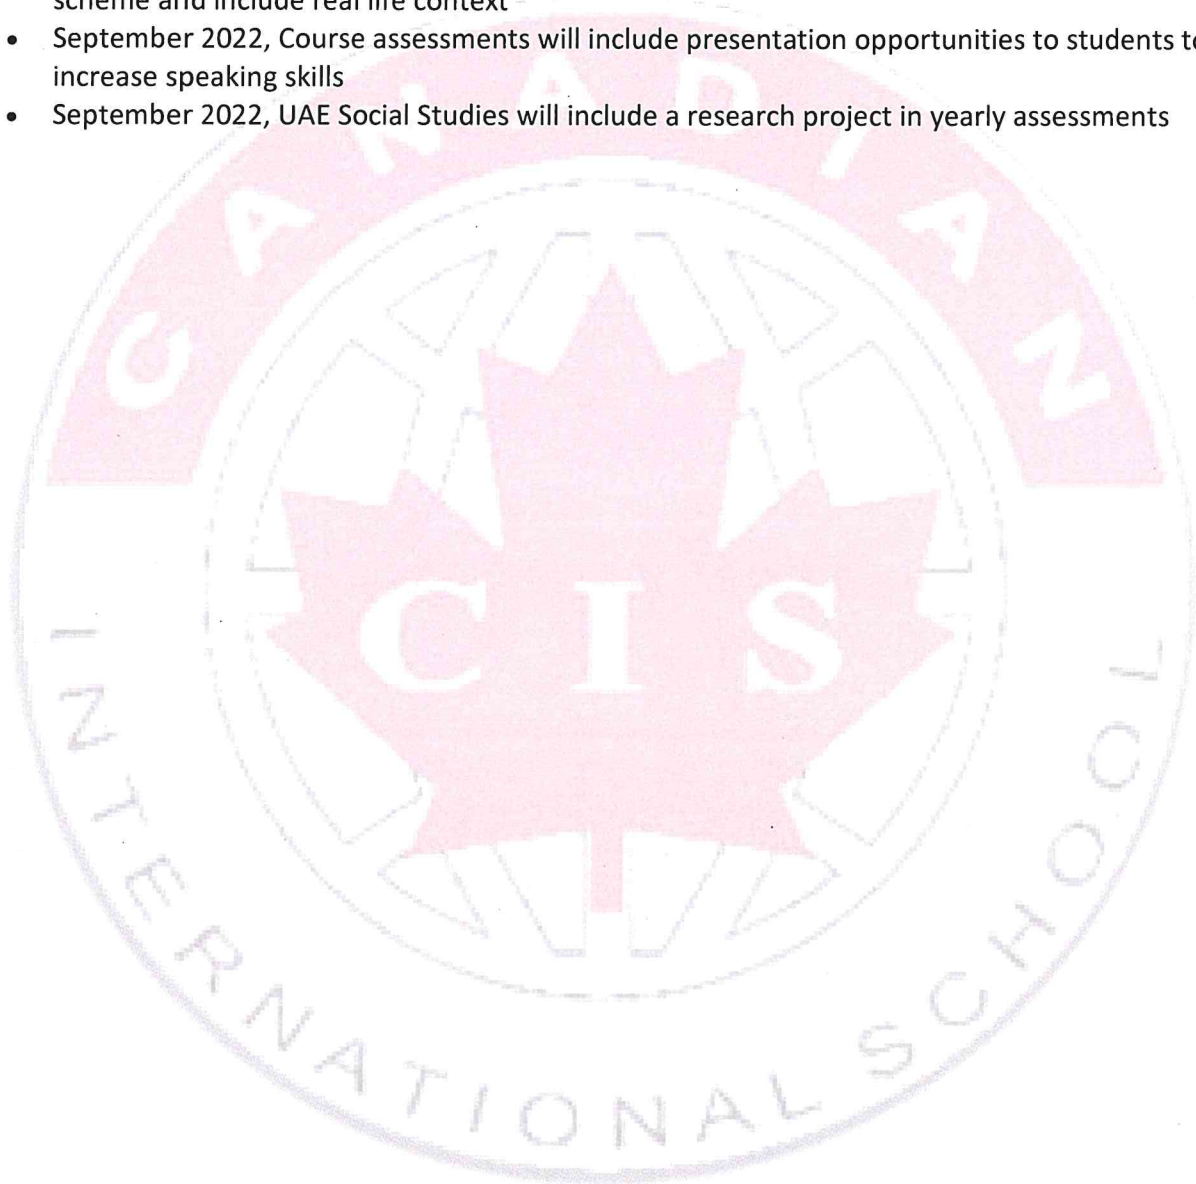 scheme and include real life context
• September 2022, Course assessments will include presentation opportunities to students to
increase speaking skills
• September 2022, UAE Social Studies will include a research project in yearly assessments
CANADIAN
CIS
INTERNATIONAL SCHOOL